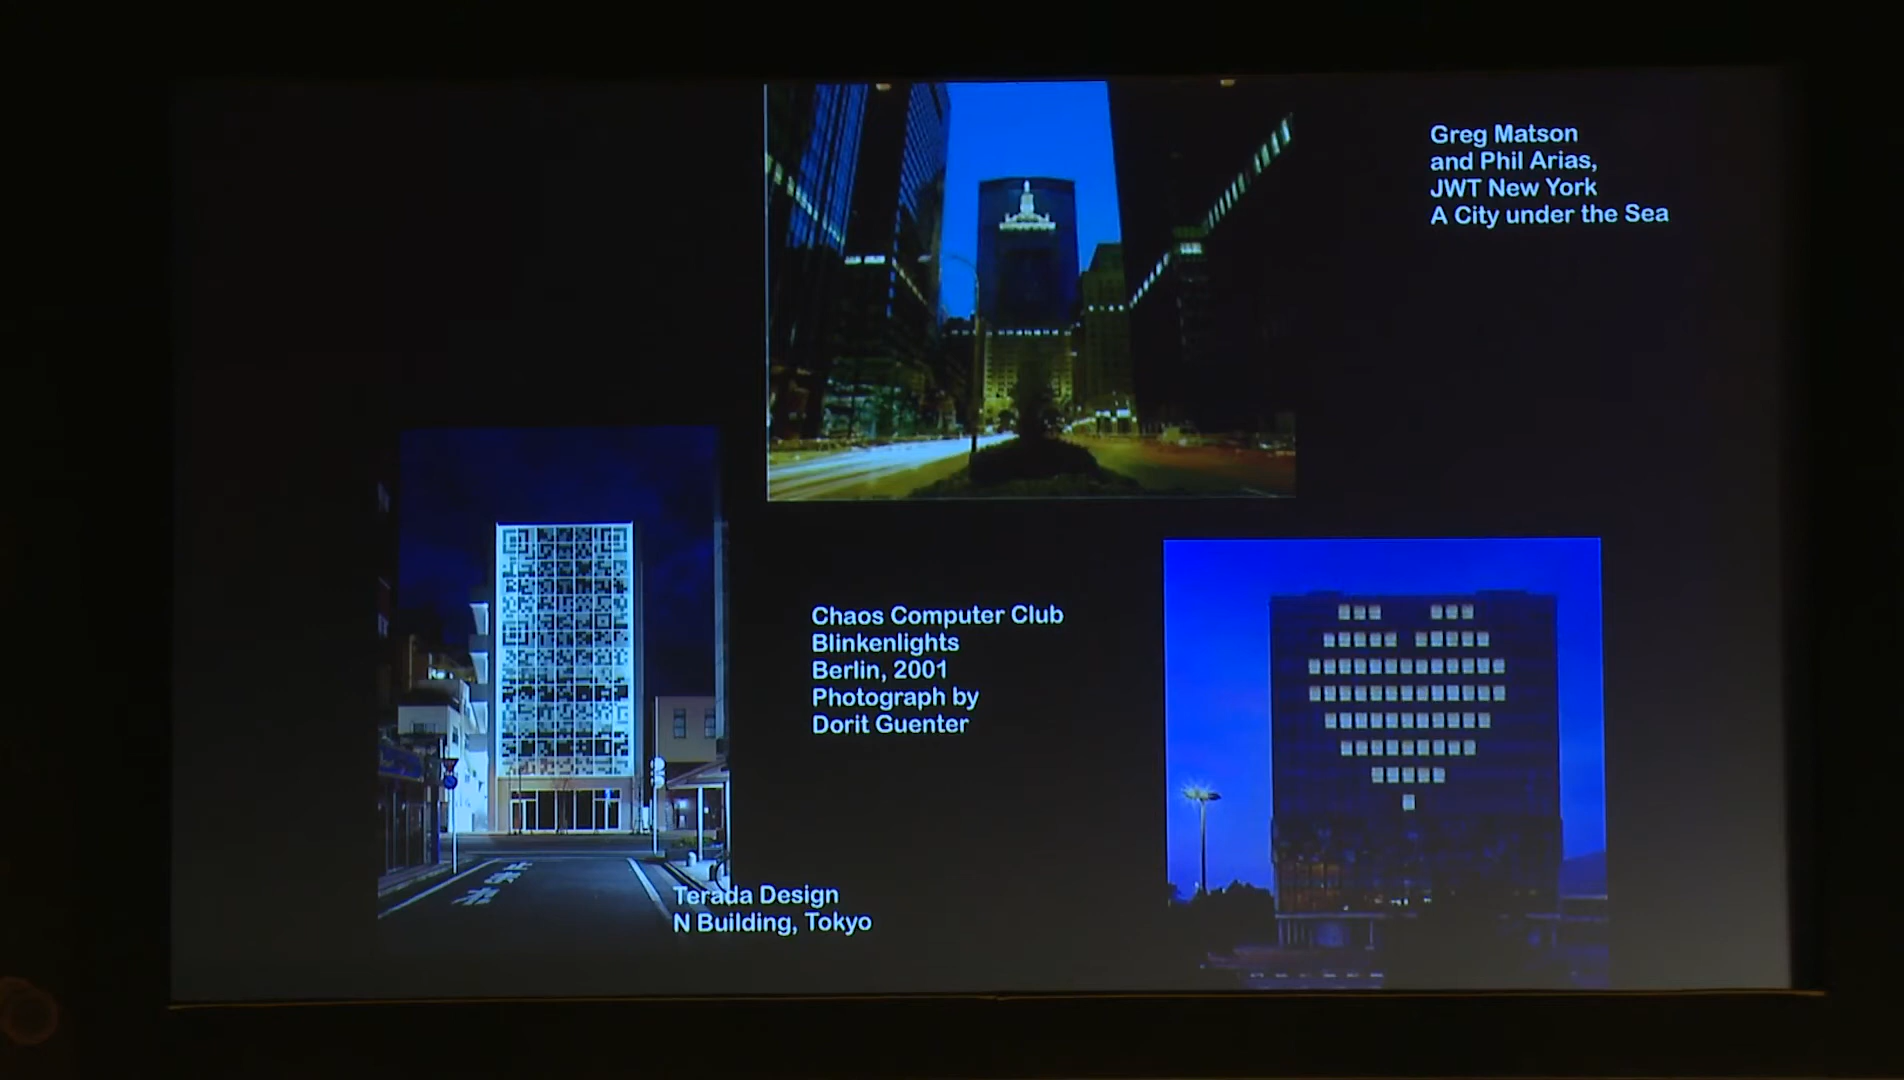 Greg Matson
and Phil Arias,
JWT New York
A City under the Sea
Chaos Computer Club
Blinkenlights
Berlin, 2001
Photograph by
Dorit Guenter
Terada Design
N Building, Tokyo